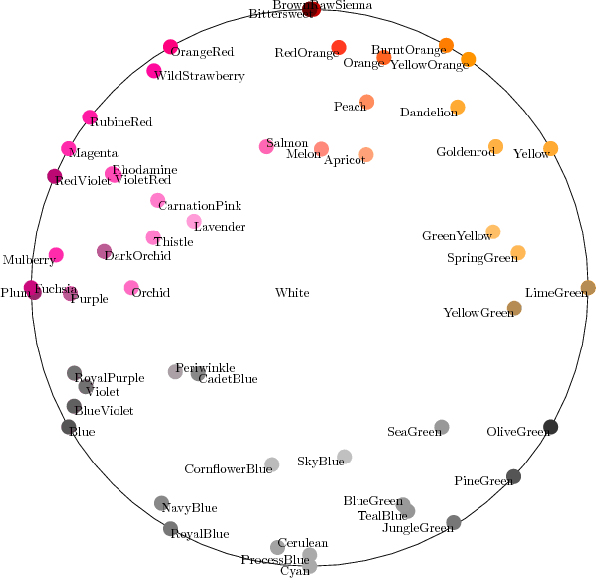 BrownRawSienna
Bittersweet
OrangeRed
RedOrange
BurntOrange
Orange
YellowOrange
WildStrawberry
Peach
Dandelion
RubineRed
Salmon
Melon
Apricot
Goldenrod
Yellow
Magenta
Rhodamine
RedViolet
VioletRed
CarnationPink
Lavender
Thistle
GreenYellow
DarkOrchid
Mulberry
SpringGreen
Plum
Fuchsia
Purple
Orchid
White
LimeGreen
YellowGreen
Periwinkle
RoyalPurple
CadetBlue
Violet
BlueViolet
Blue
SeaGreen
OliveGreen
CornflowerBlue
SkyBlue
PineGreen
NavyBlue
BlueGreen
TealBlue
JungleGreen
RoyalBlue
Cerulean
ProcessBlue
Cyan